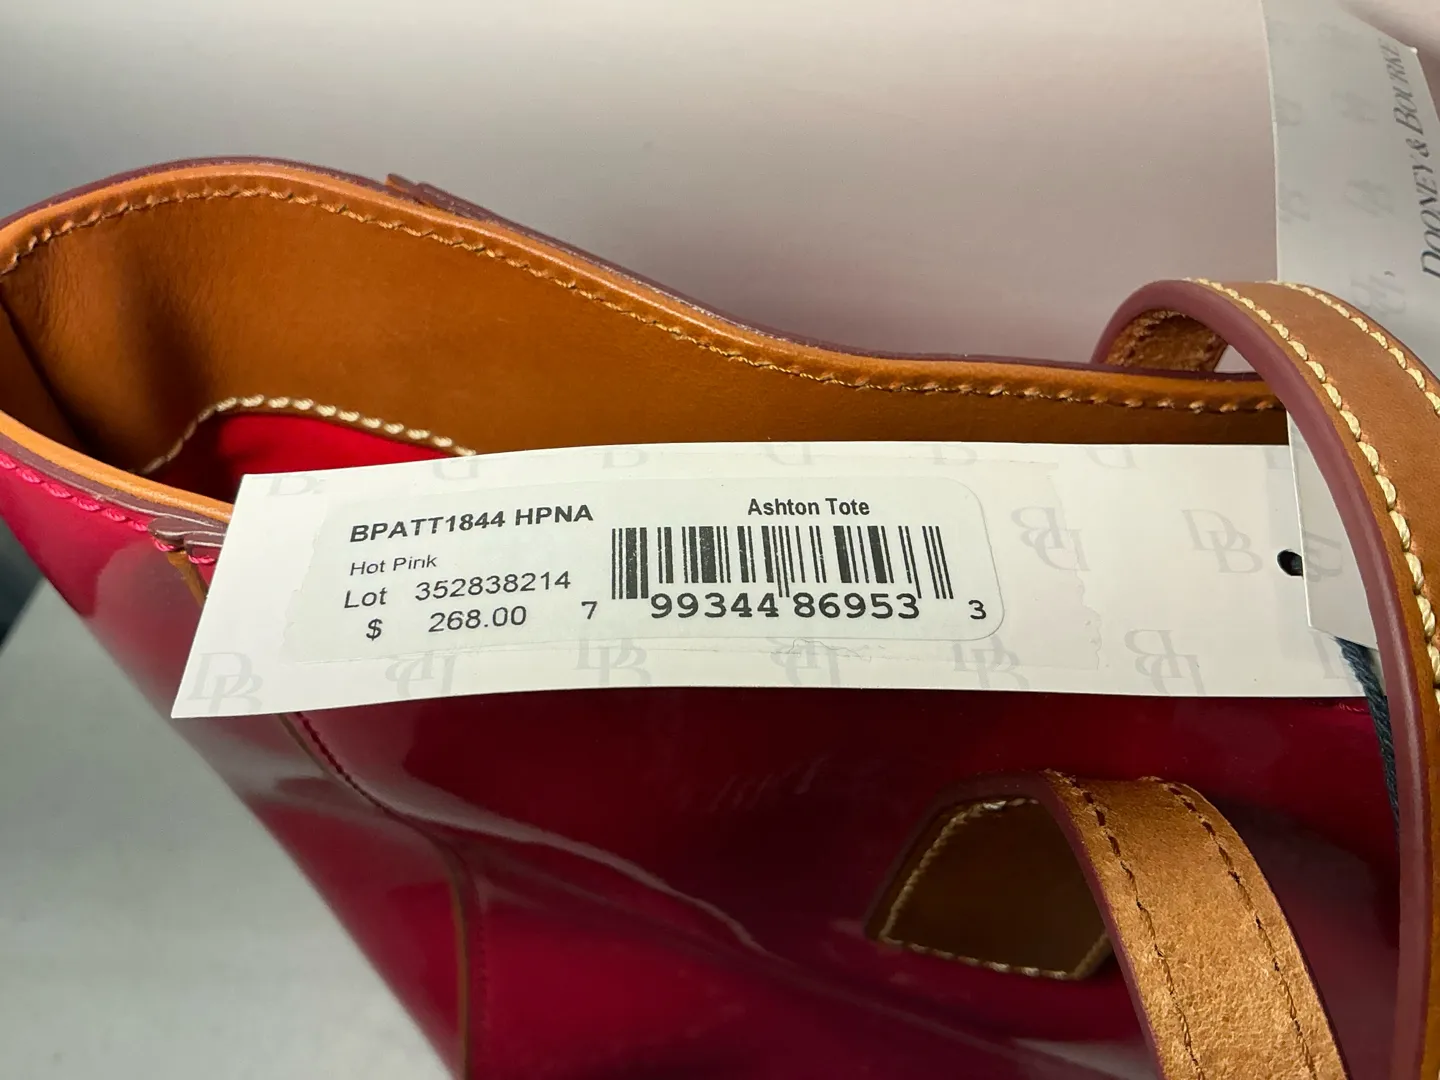 DOONEY & BOURKE
BPATT1844 HPNA
Ashton Tote
Hot Pink
Lot 352838214
$ 268.00
7 99344 86953 3